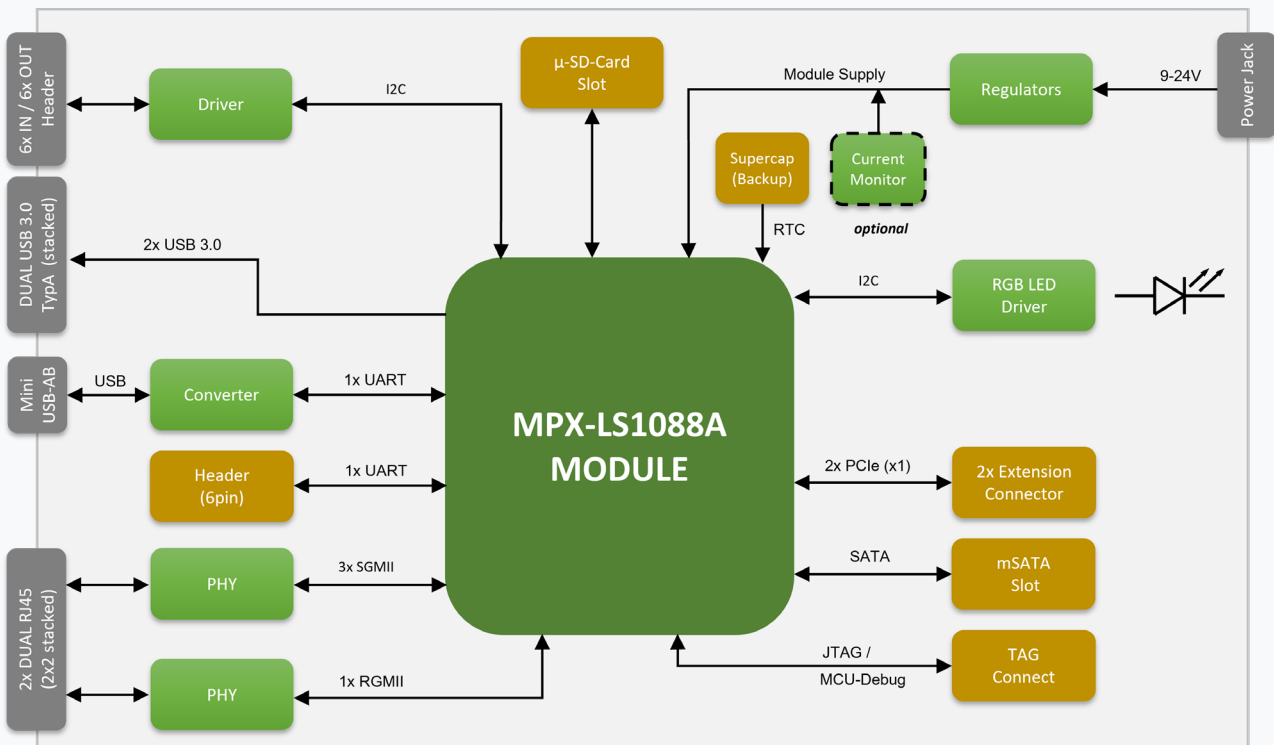 6x IN / 6x OUT
Header
Driver
I2C
µ-SD-Card
Slot
Module Supply
Regulators
9-24V
Power Jack
Supercap
(Backup)
Current
Monitor
optional
RTC
DUAL USB 3.0
TypA (stacked)
2x USB 3.0
I2C
RGB LED
Driver
Mini
USB-AB
USB
Converter
1x UART
MPX-LS1088A
MODULE
Header
(6pin)
1x UART
2x PCIe (x1)
2x Extension
Connector
2x DUAL RJ45
(2x2 stacked)
PHY
3x SGMII
SATA
mSATA
Slot
PHY
1x RGMII
JTAG /
MCU-Debug
TAG
Connect